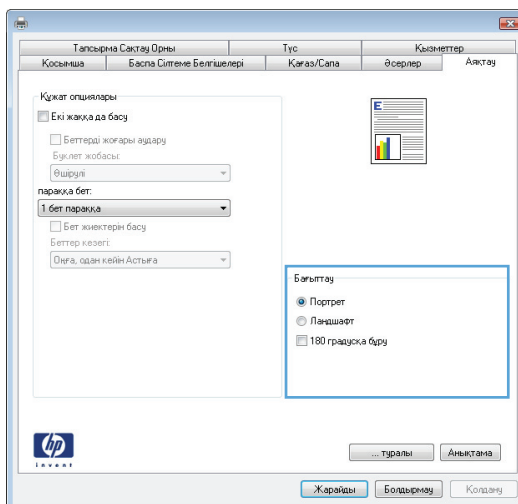 Тапсырма Сақтау Орны Түс Қызметтер
Қосымша Баспа Сілтеме Белгішелері Қағаз/Сапа Әсерлер Аяқтау
Құжат опциялары
Екі жаққа да басу
Беттерді жоғары аудару
Буклет жобасы:
Өшірулі
параққа бет:
1 бет параққа
Бет жиектерін басу
Беттер кезегі:
Оңға, одан кейін Астыға
E
Бағыттау
Портрет
Ландшафт
180 градусқа бұру
hp
invent
... туралы Анықтама
Жарайды Болдырмау Қолдану